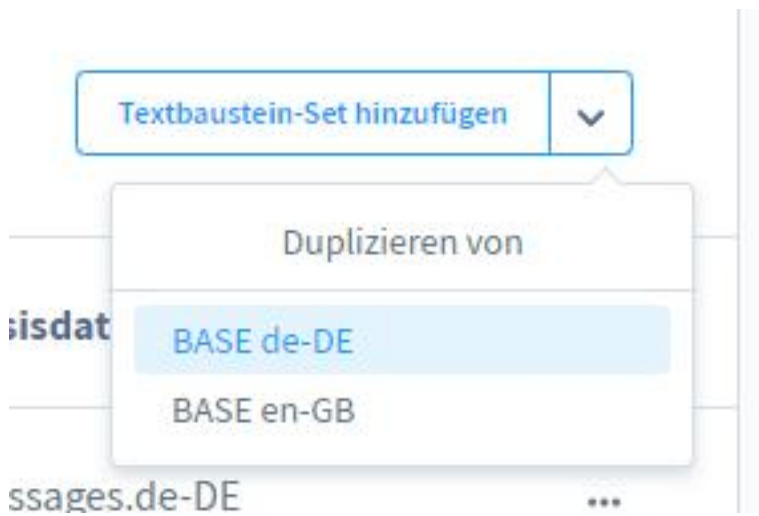 Textbaustein-Set hinzufügen
Duplizieren von
sisdat
BASE de-DE
BASE en-GB
ssages.de-DE